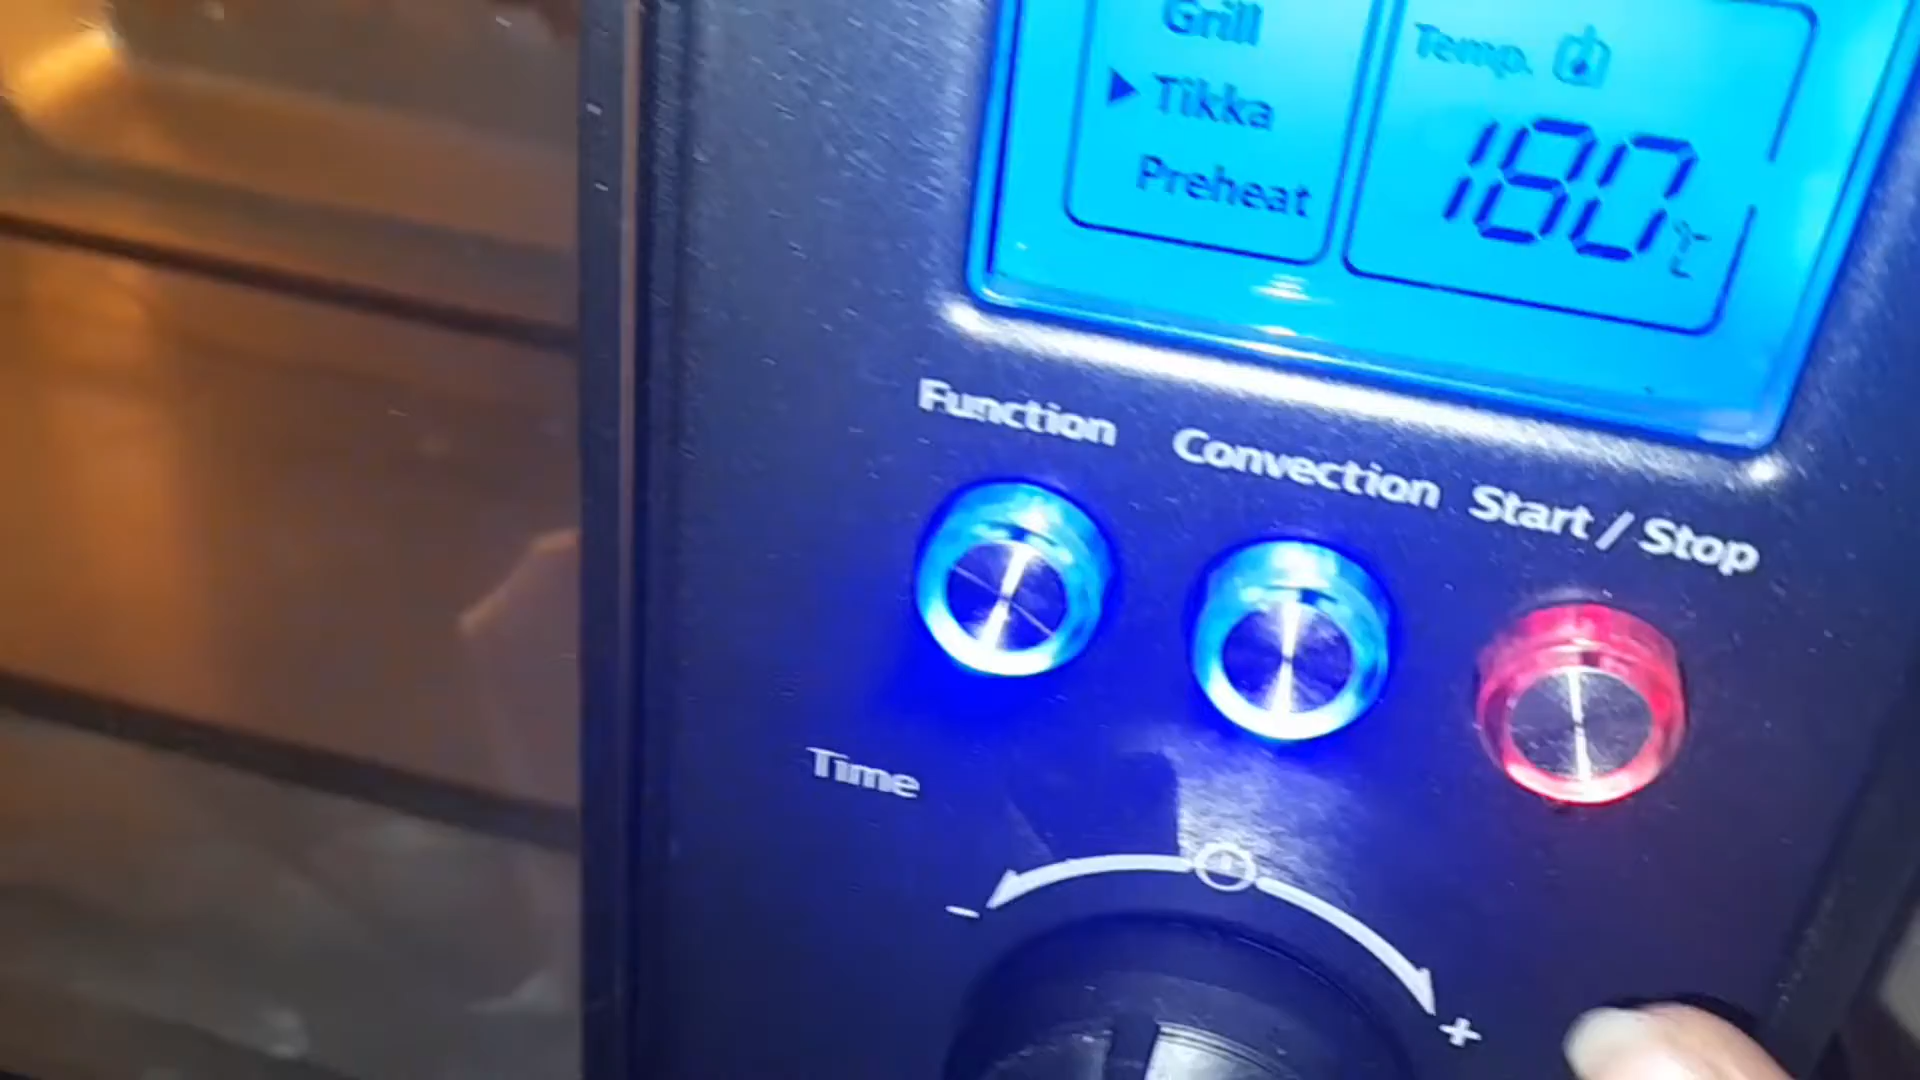 Grill
Tikka
Preheat
Temp.
180°C
Function
Convection
Start / Stop
Time
- +